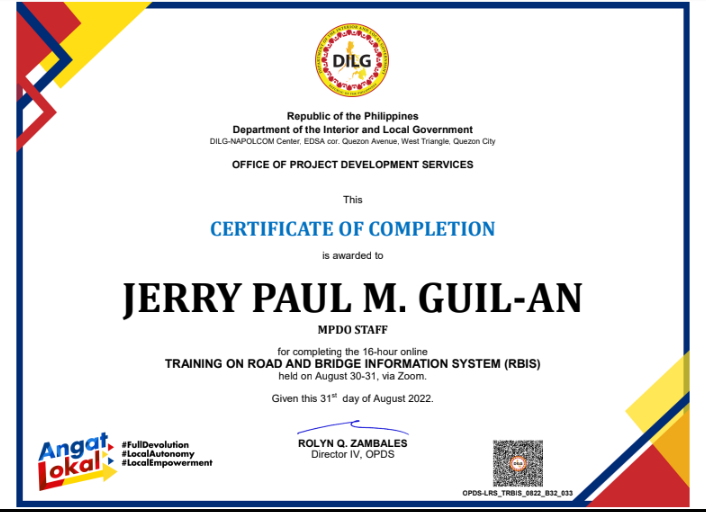 DILG
Republic of the Philippines
Department of the Interior and Local Government
DILG-NAPOLCOM Center, EDSA cor. Quezon Avenue, West Triangle, Quezon City
OFFICE OF PROJECT DEVELOPMENT SERVICES
This
CERTIFICATE OF COMPLETION
is awarded to
JERRY PAUL M. GUIL-AN
MPDO STAFF
for completing the 16-hour online
TRAINING ON ROAD AND BRIDGE INFORMATION SYSTEM (RBIS)
held on August 30-31, via Zoom.
Given this 31st day of August 2022.
ROLYN Q. ZAMBALES
Director IV, OPDS
Angat
Lokal
#FullDevolution
#LocalAutonomy
#LocalEmpowerment
OPDS-LRS_TRBIS_0822_B32_033